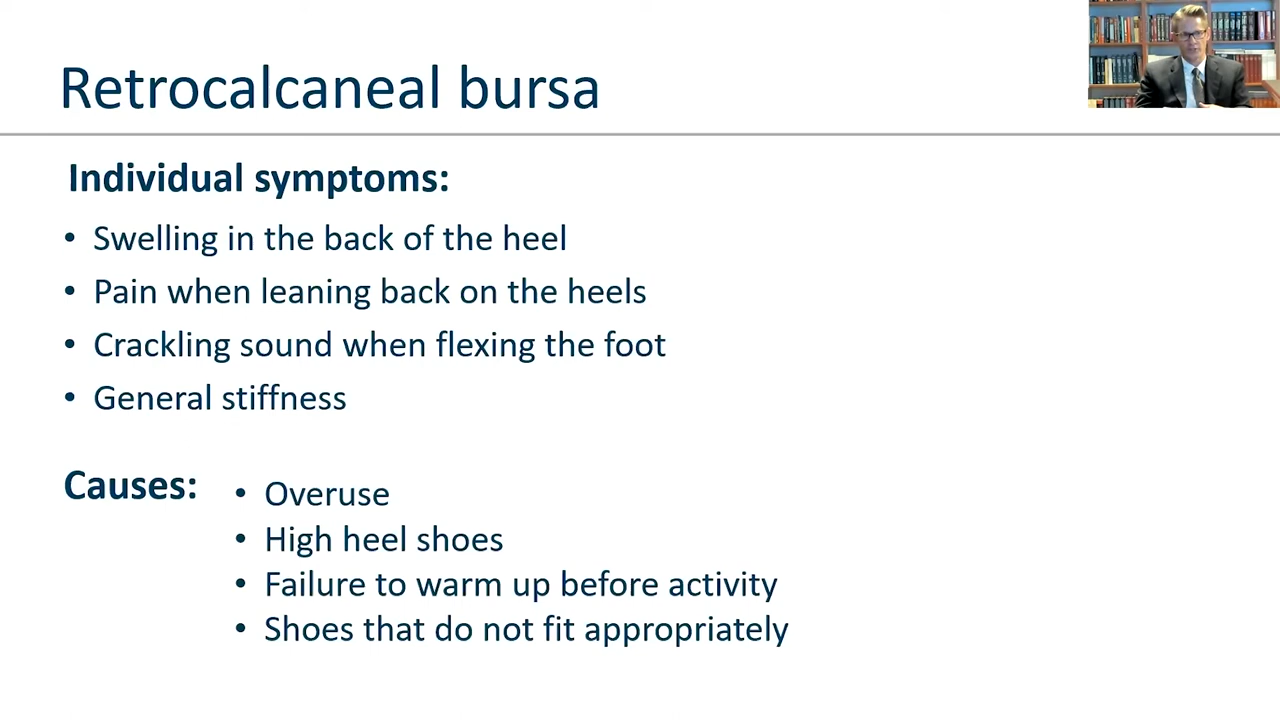 Retrocalcaneal bursa
Individual symptoms:
• Swelling in the back of the heel
• Pain when leaning back on the heels
• Crackling sound when flexing the foot
• General stiffness
Causes:
• Overuse
• High heel shoes
• Failure to warm up before activity
• Shoes that do not fit appropriately